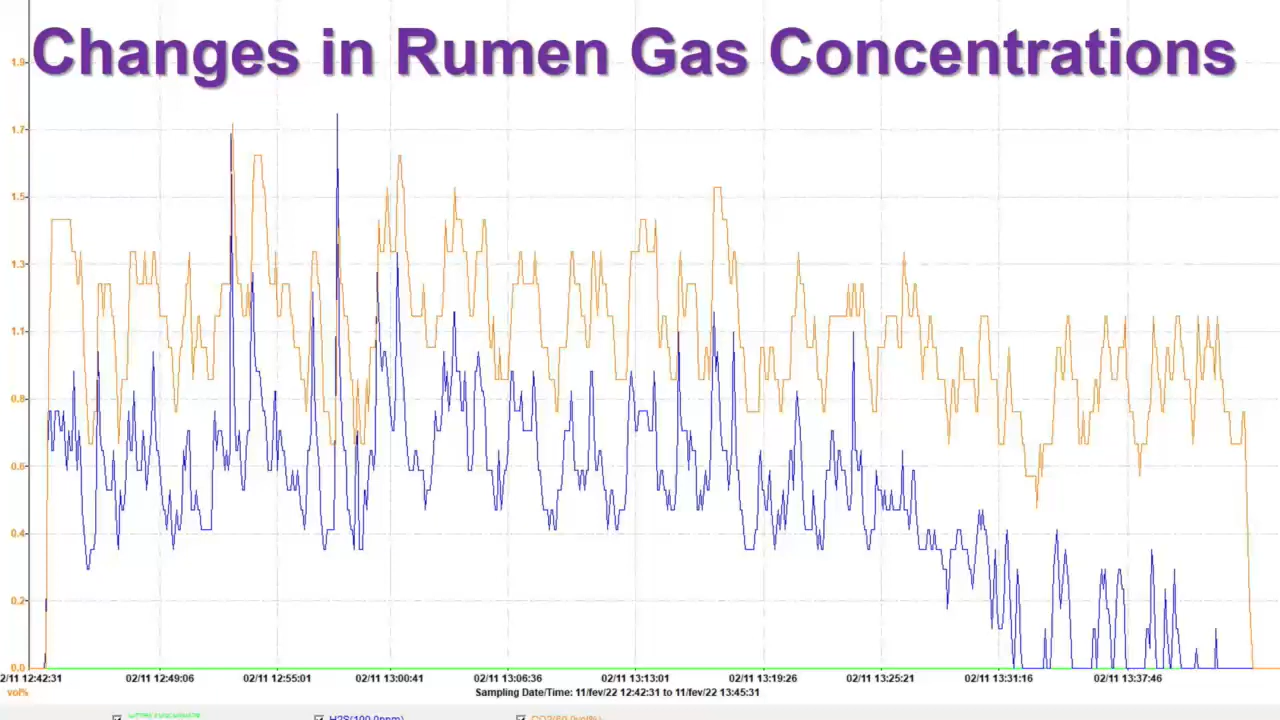 Changes in Rumen Gas Concentrations
1.9
1.7
1.5
1.3
1.1
0.8
0.6
0.4
0.2
0.0
02/11 12:42:31 02/11 12:49:06 02/11 12:55:01 02/11 13:00:41 02/11 13:06:36 02/11 13:13:01 02/11 13:19:26 02/11 13:25:21 02/11 13:31:16 02/11 13:37:46
vol% Sampling Date/Time: 11/fev/22 12:42:31 to 11/fev/22 13:45:31
H2S(100.0ppm)